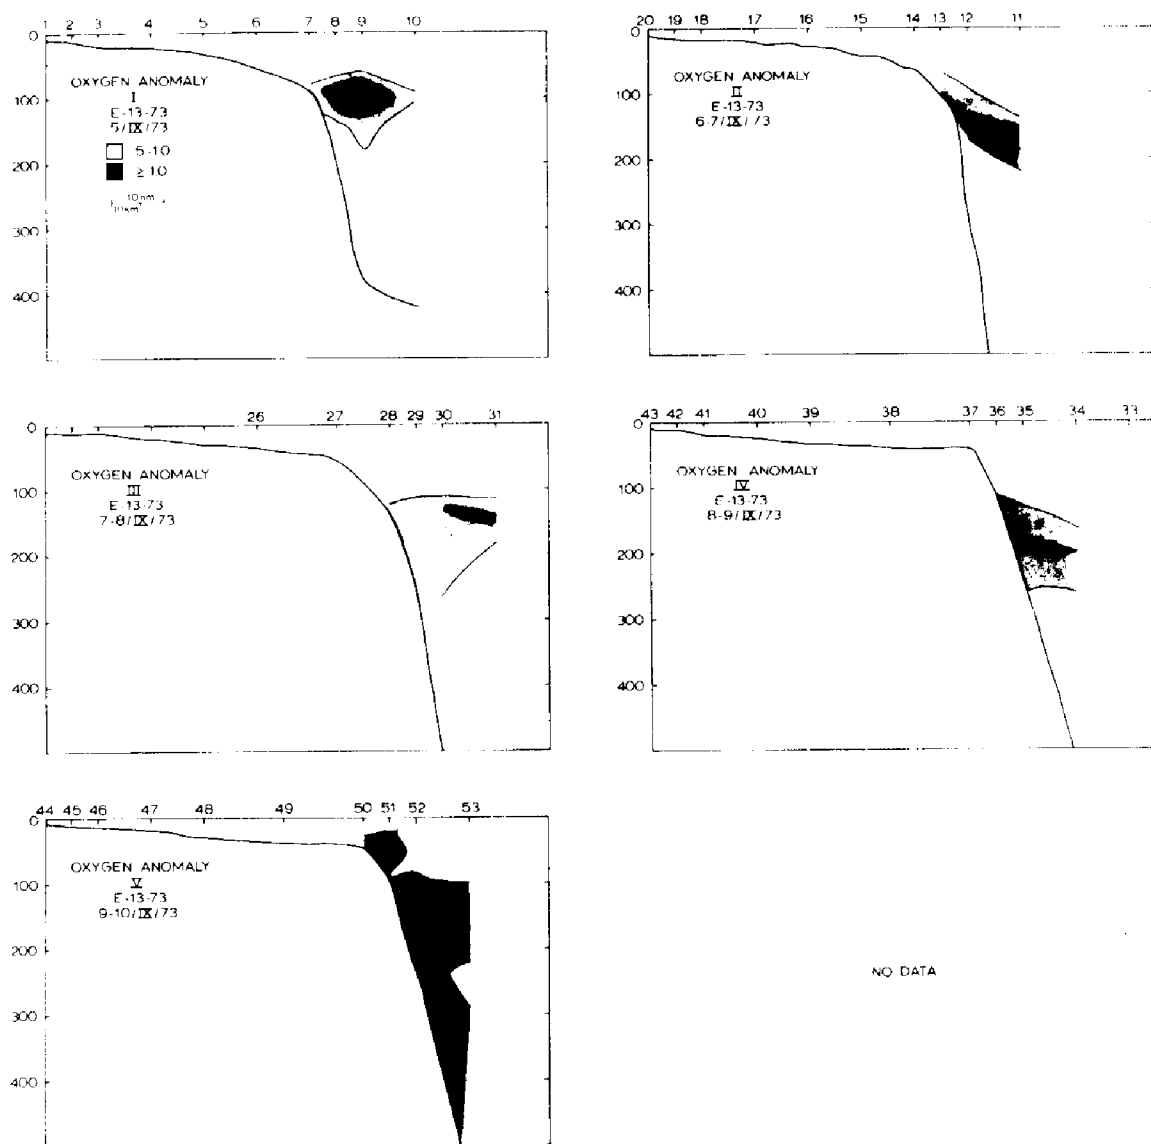 1 2 3 4 5 6 7 8 9 10
0
100
200
300
400
OXYGEN ANOMALY
I
E-13-73
5/IX/73
5-10
≥ 10
10nm
10km
20 19 18 17 16 15 14 13 12 11
0
100
200
300
400
OXYGEN ANOMALY
II
E-13-73
6-7/IX/73
26 27 28 29 30 31
0
100
200
300
400
OXYGEN ANOMALY
III
E-13-73
7-8/IX/73
43 42 41 40 39 38 37 36 35 34 33
0
100
200
300
400
OXYGEN ANOMALY
IV
E-13-73
8-9/IX/73
44 45 46 47 48 49 50 51 52 53
0
100
200
300
400
OXYGEN ANOMALY
V
E-13-73
9-10/IX/73
NO DATA